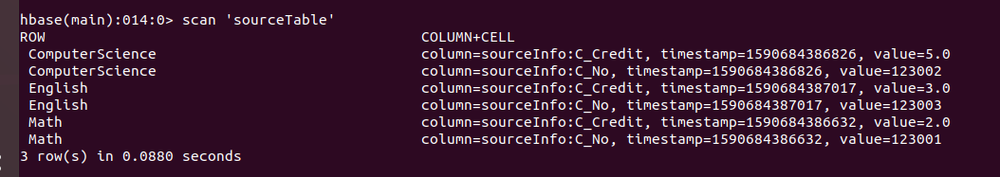 hbase(main):014:0> scan 'sourceTable'
ROW COLUMN+CELL
ComputerScience column=sourceInfo:C_Credit, timestamp=1590684386826, value=5.0
ComputerScience column=sourceInfo:C_No, timestamp=1590684386826, value=123002
English column=sourceInfo:C_Credit, timestamp=1590684387017, value=3.0
English column=sourceInfo:C_No, timestamp=1590684387017, value=123003
Math column=sourceInfo:C_Credit, timestamp=1590684386632, value=2.0
Math column=sourceInfo:C_No, timestamp=1590684386632, value=123001
3 row(s) in 0.0880 seconds